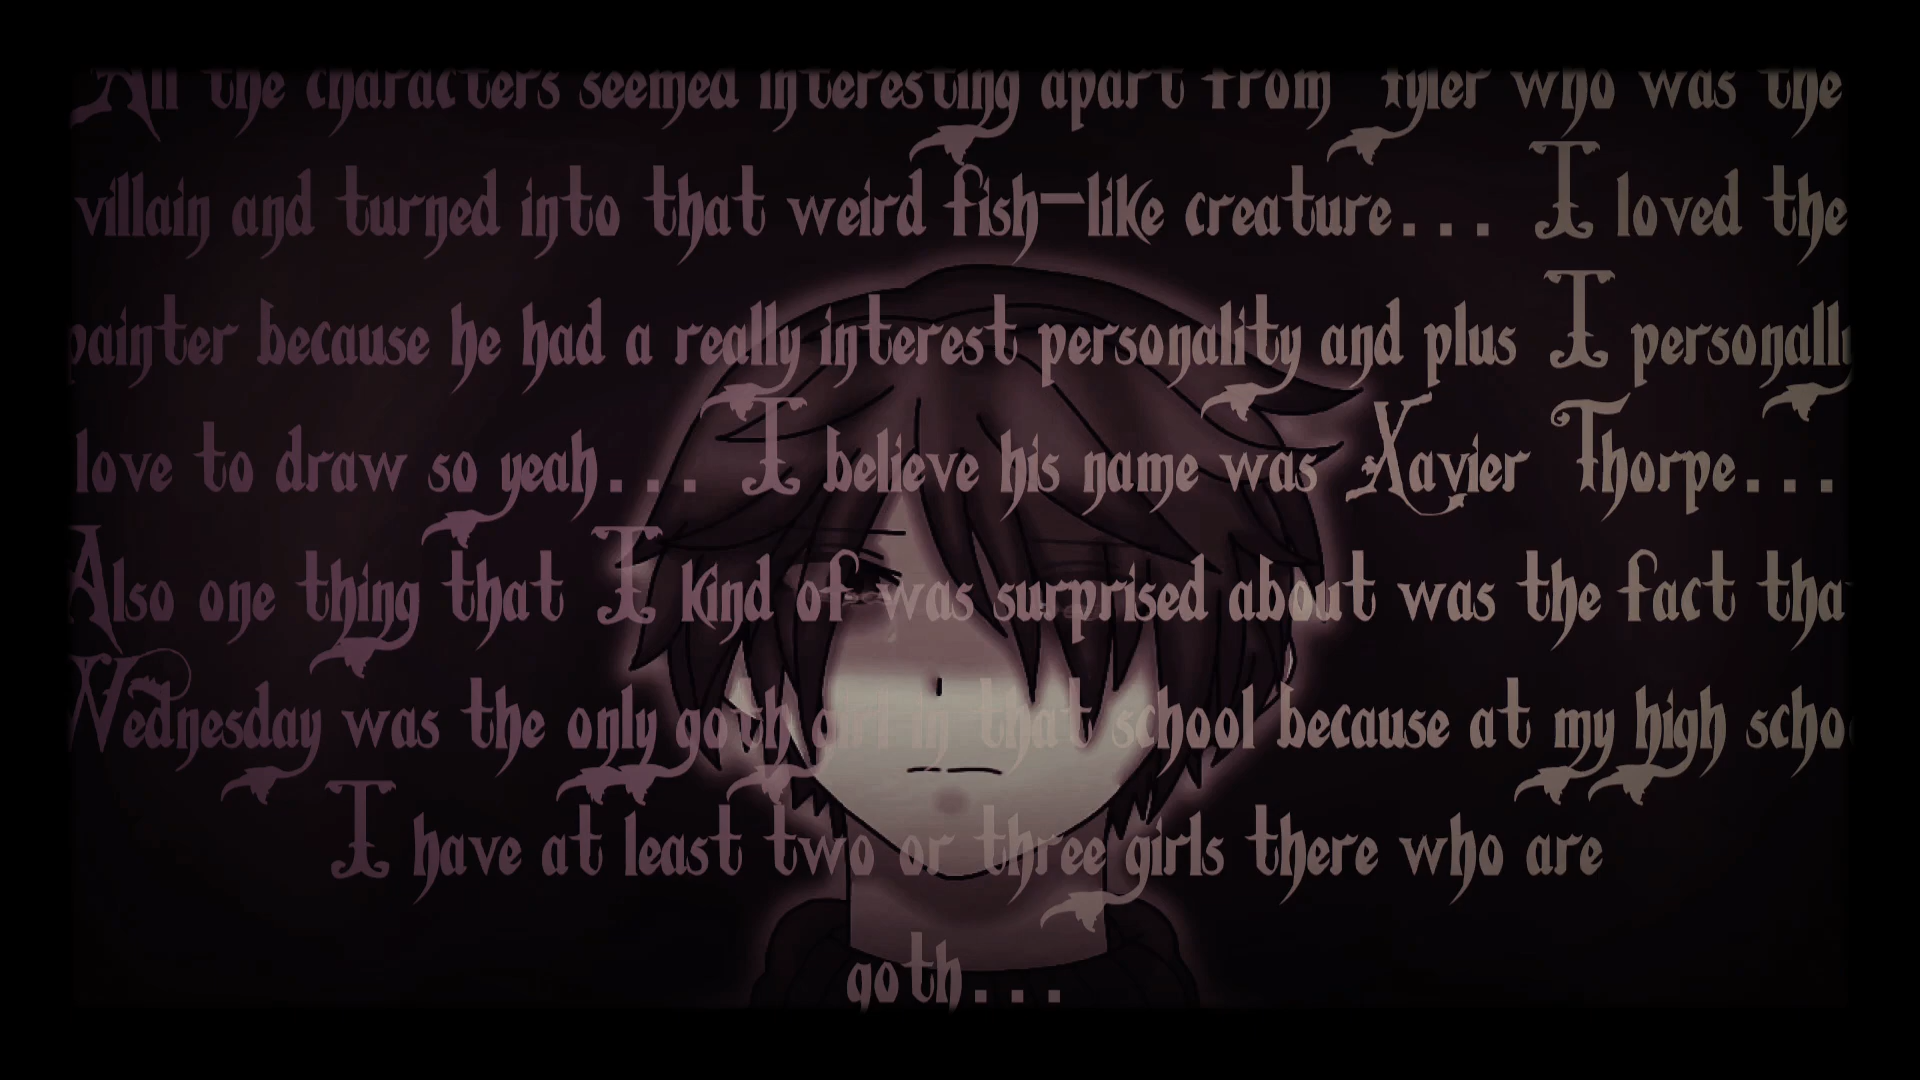 All the characters seemed interesting apart from Tyler who was the
villain and turned into that weird fish-like creature... I loved the
painter because he had a really interest personality and plus I personally
love to draw so yeah... I believe his name was Xavier Thorpe...
Also one thing that I kind of was surprised about was the fact that
Wednesday was the only goth girl in that school because at my high schoo
I have at least two or three girls there who are
goth...